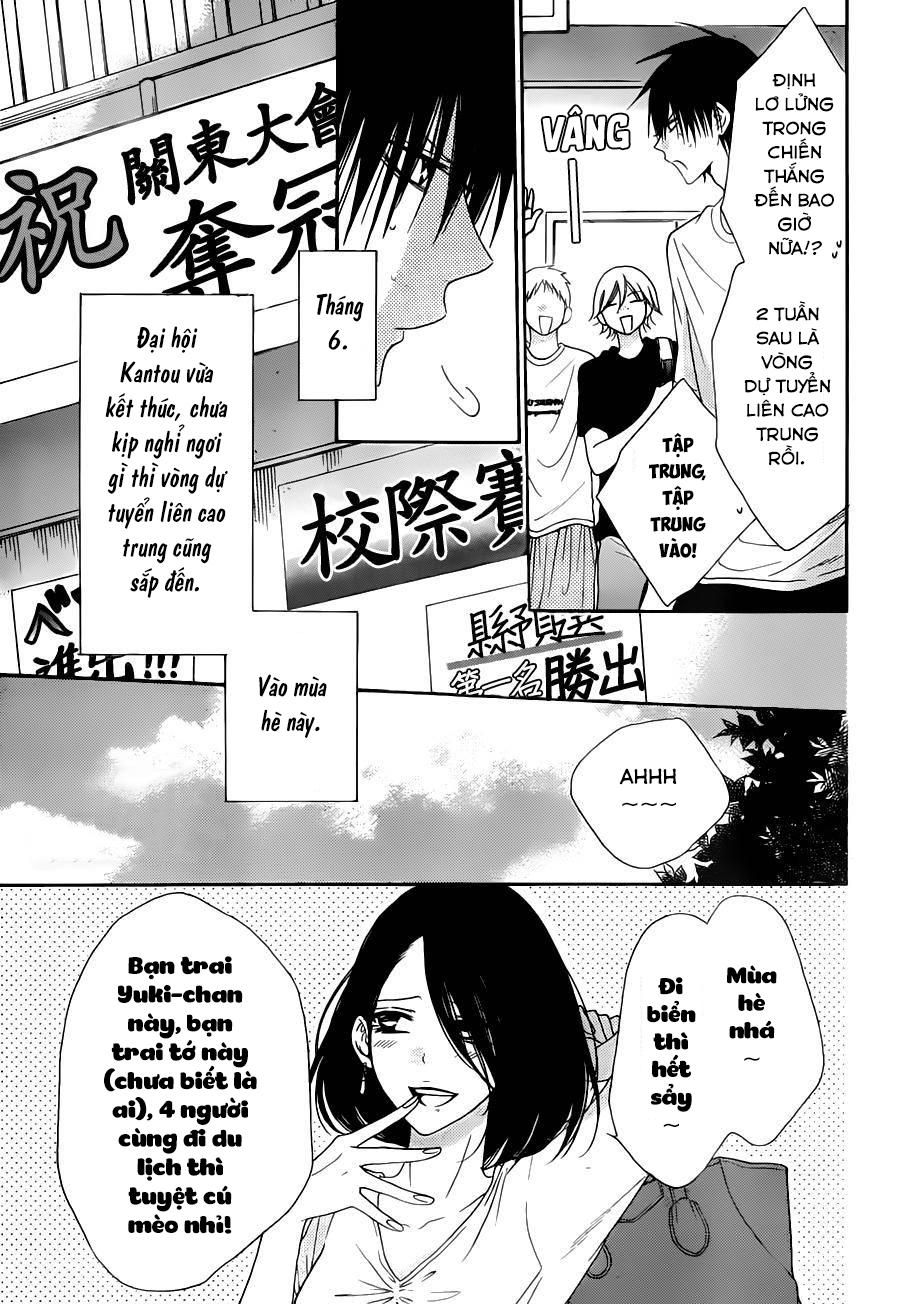 ĐỊNH
LƠ LỬNG
TRONG
CHIẾN
THẮNG
ĐẾN BAO
GIỜ
NỮA!?
2 TUẦN
SAU LÀ
VÒNG
DỰ TUYỂN
LIÊN CAO
TRUNG
RỒI.
VÂNG
TẬP
TRUNG,
TẬP
TRUNG
VÀO!
Tháng
6.
祝
關東大會
奪冠
Đại hội
Kantou vừa
kết thúc, chưa
kịp nghỉ ngơi
gì thì vòng dự
tuyển liên cao
trung cũng
sắp đến.
校際賽
第一名勝出
Vào mùa
hè này.
AHHH
~~~
Mùa
hè
nhá
~
Đi
biển
thì
hết
sẩy
~
Bạn trai
Yuki-chan
này, bạn
trai tớ này
(chưa biết là
ai), 4 người
cùng đi du
lịch thì
tuyệt cú
mèo nhỉ!